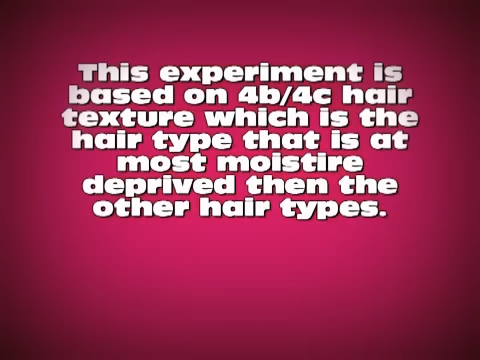 This experiment is
based on 4b/4c hair
texture which is the
hair type that is at
most moistire
deprived then the
other hair types.